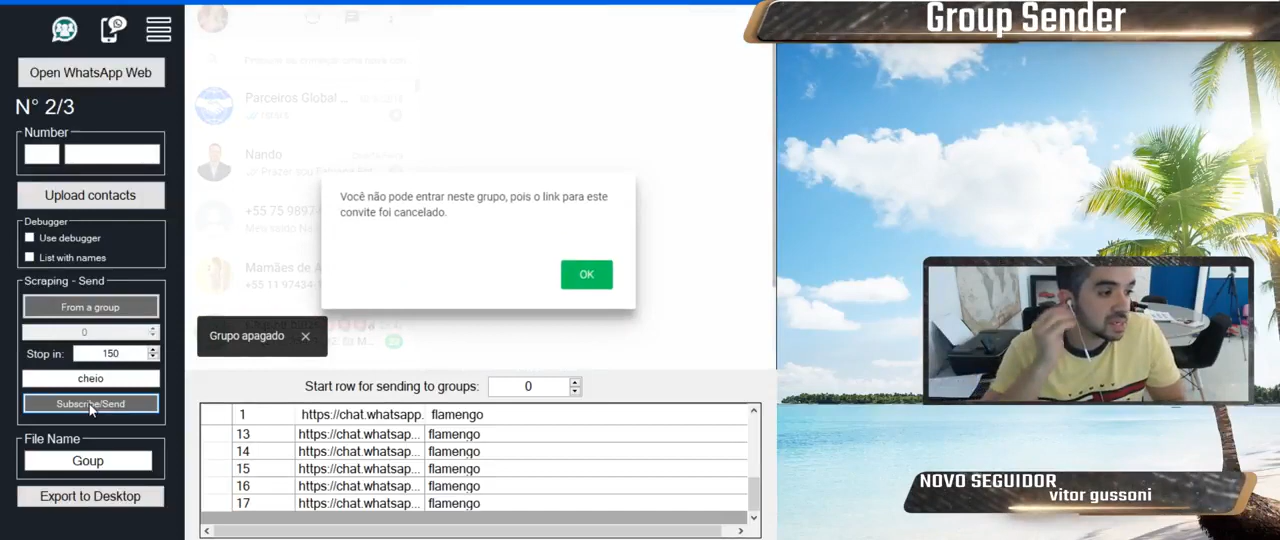 Group Sender
Open WhatsApp Web
N° 2/3
Number
Upload contacts
Debugger
Use debugger
List with names
Scraping - Send
From a group
0
Stop in: 150
cheio
Subscribe/Send
File Name
Goup
Export to Desktop
Parceiros Global ...
Nando
+55 75 9897
Mamães de A
+55 11 97434-1
Você não pode entrar neste grupo, pois o link para este
convite foi cancelado.
OK
Grupo apagado
Start row for sending to groups: 0
1 https://chat.whatsapp. flamengo
13 https://chat.whatsap... flamengo
14 https://chat.whatsap... flamengo
15 https://chat.whatsap... flamengo
16 https://chat.whatsap... flamengo
17 https://chat.whatsap... flamengo
NOVO SEGUIDOR
vitor gussoni